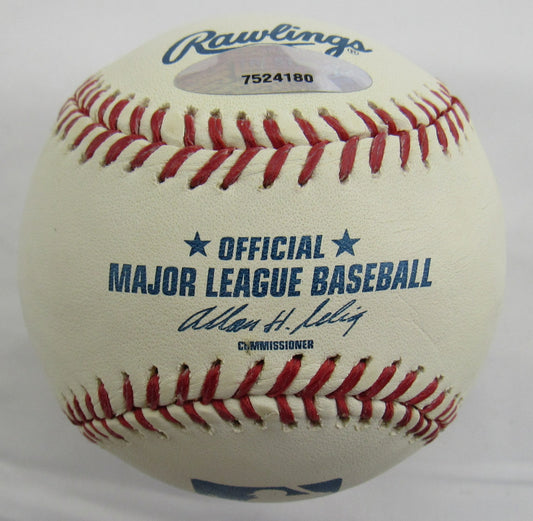 Rawlings®
7524180
★ OFFICIAL ★
MAJOR LEAGUE BASEBALL
Allan H. Selig
COMMISSIONER